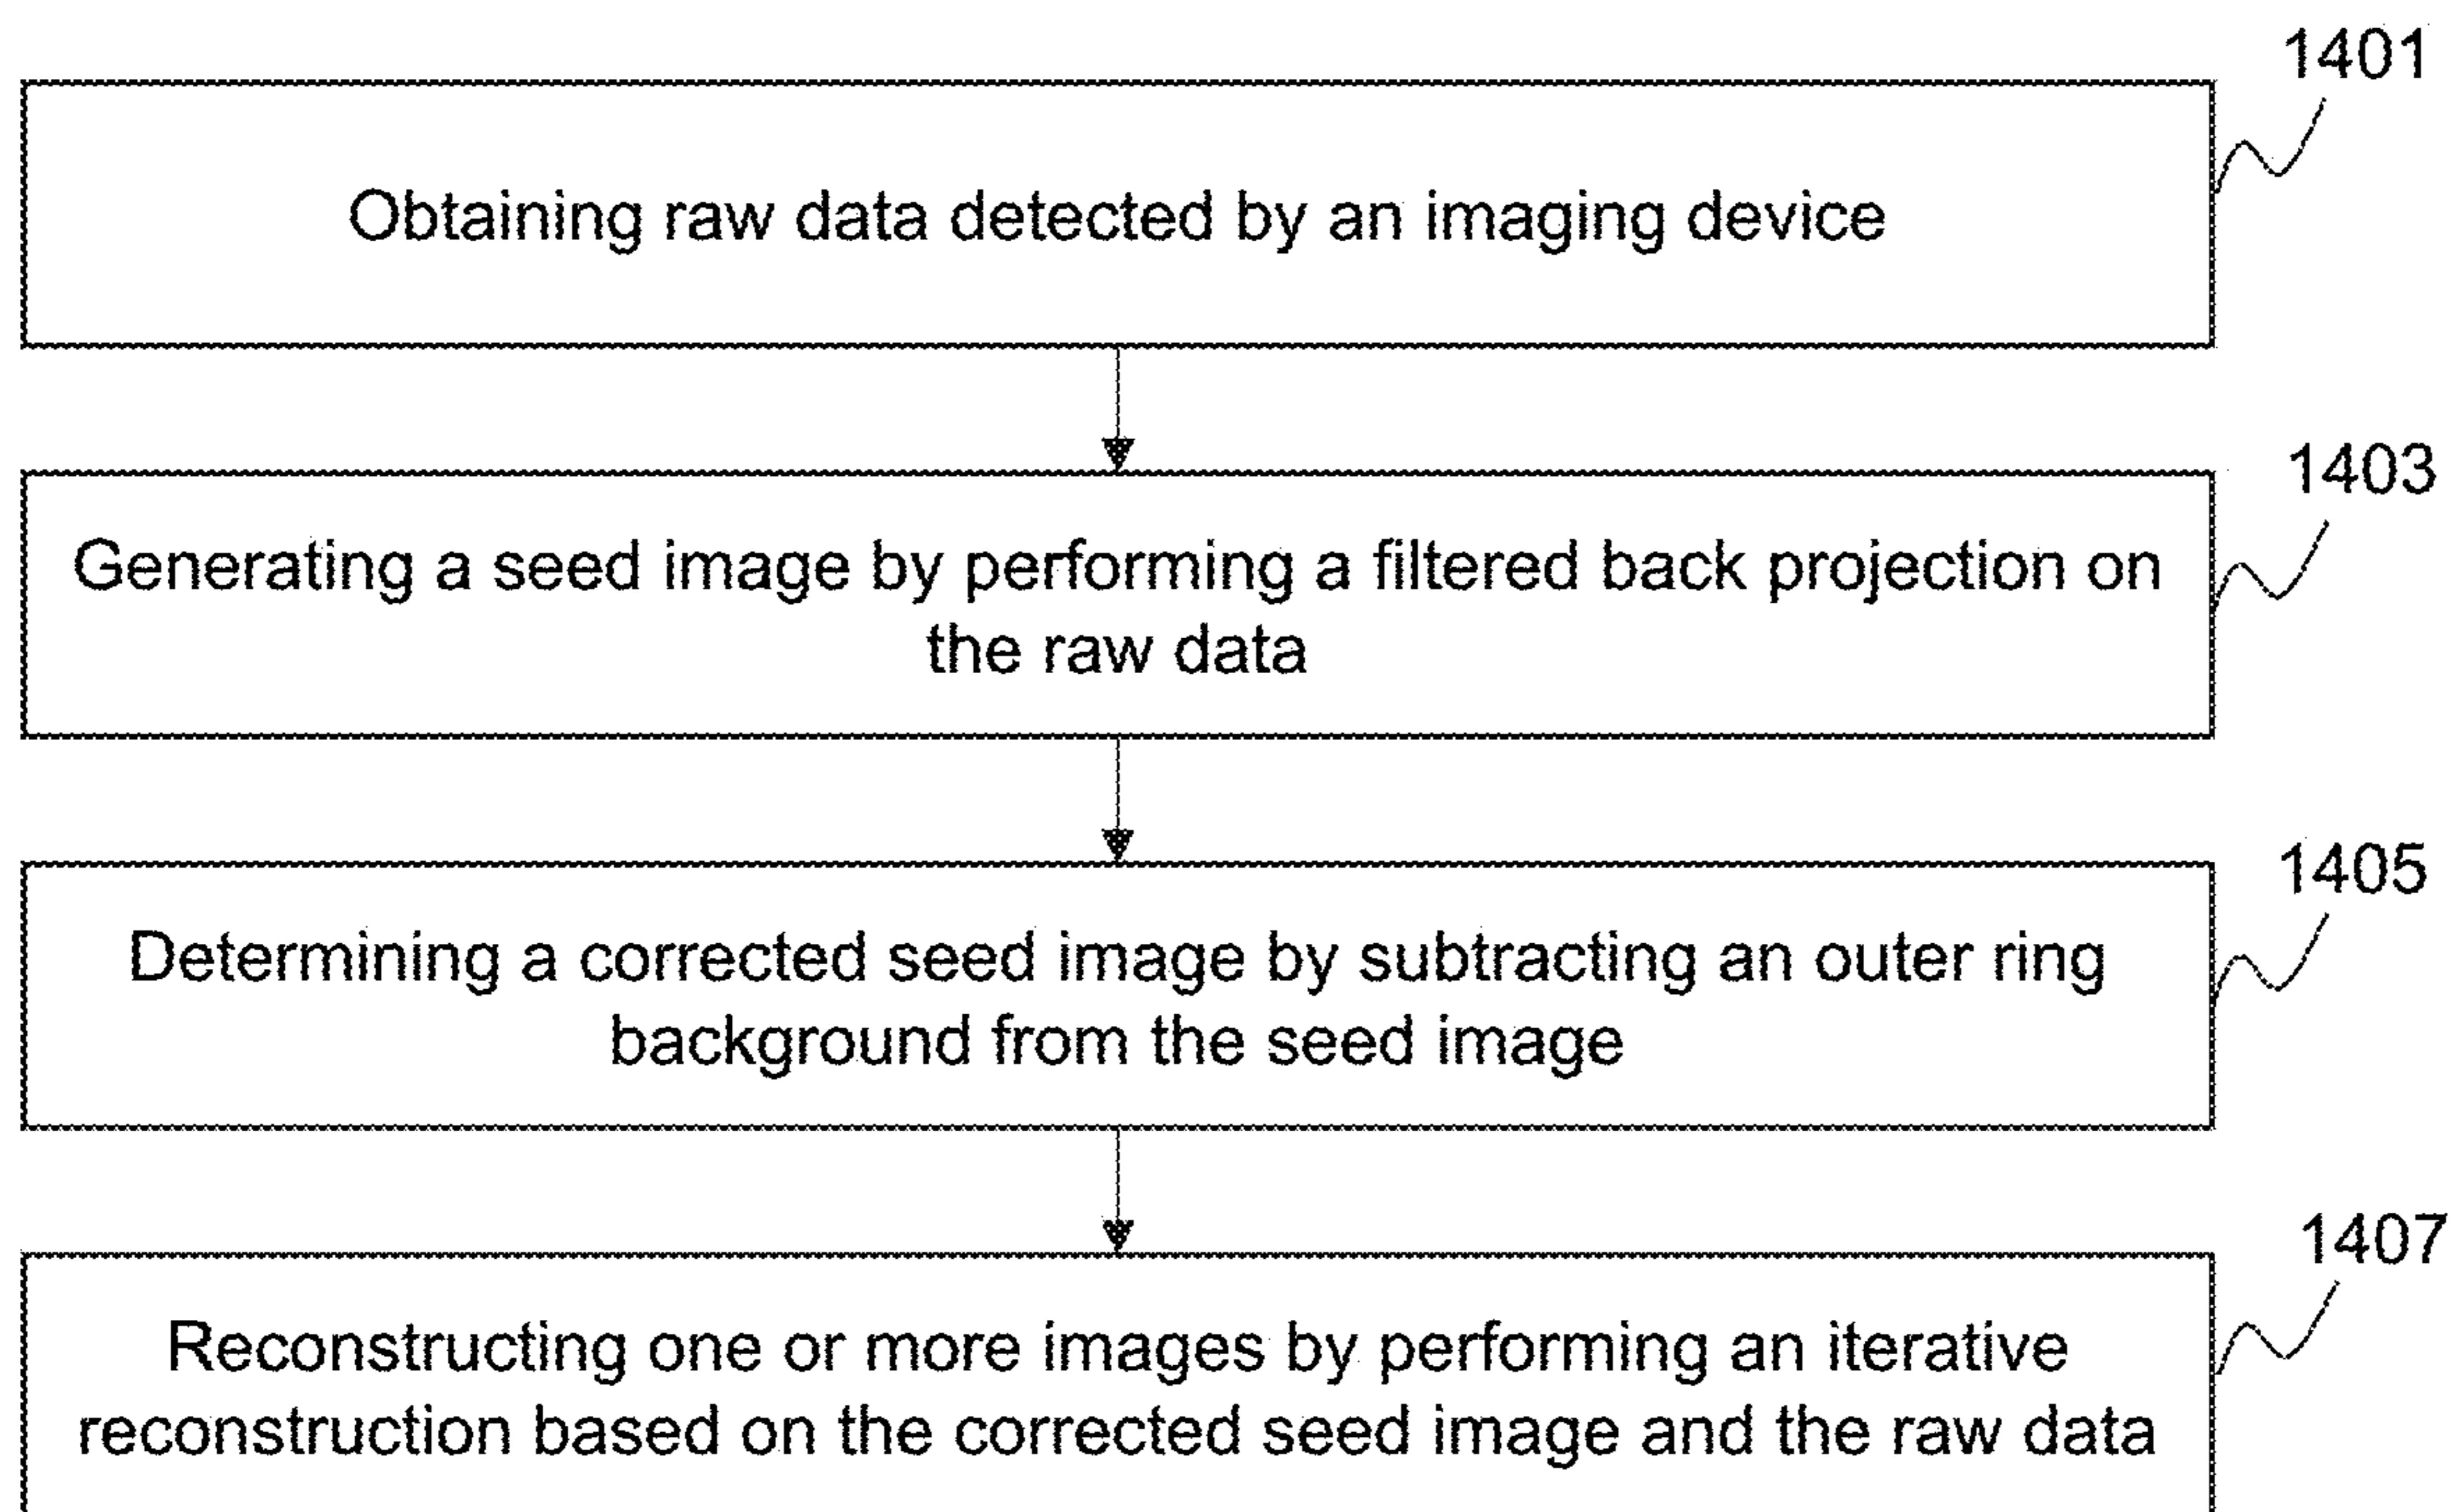 1401
Obtaining raw data detected by an imaging device
1403
Generating a seed image by performing a filtered back projection on
the raw data
1405
Determining a corrected seed image by subtracting an outer ring
background from the seed image
1407
Reconstructing one or more images by performing an iterative
reconstruction based on the corrected seed image and the raw data